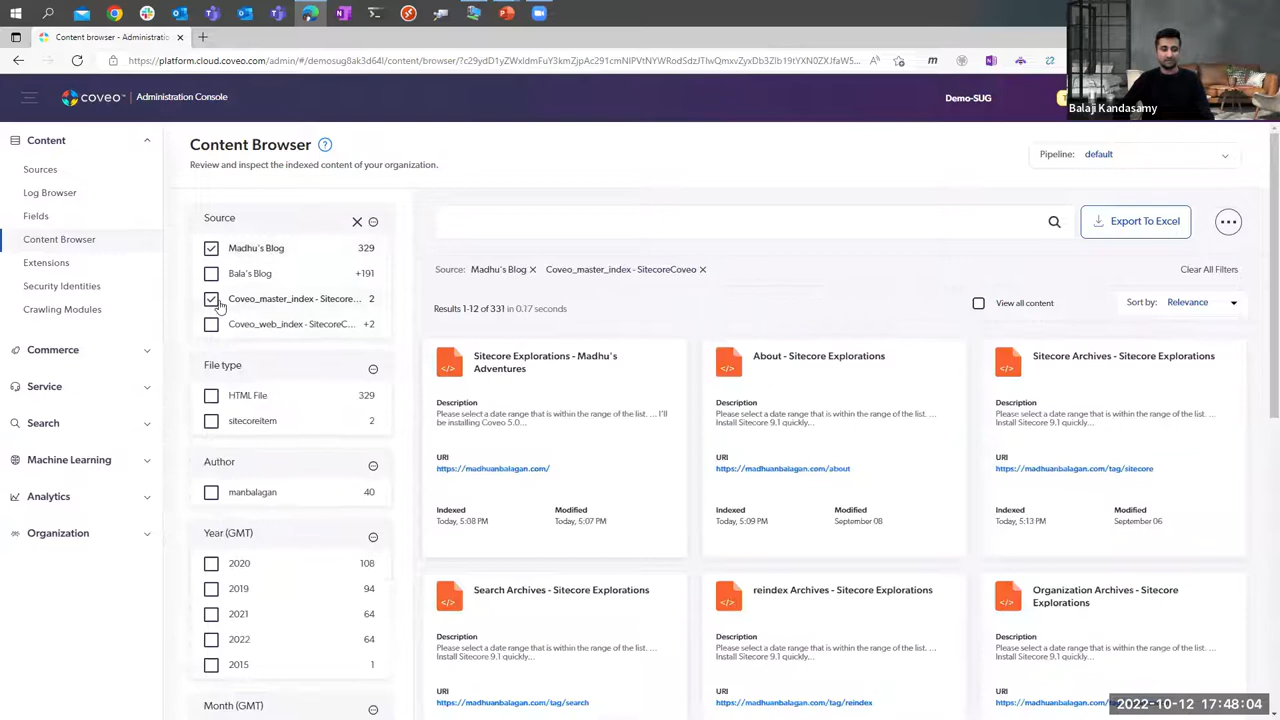 Content browser
https://platform.cloud.coveo.com/admin/#/demosug8ak3tr4l/content/browser/?c29ydD1yZWxldmFuY3kmZjpAc291cmNlPVtNYWRodSdzJTIwQmxvZyxDb3Zlb19tYXN0ZXJfaW5...
Balaji Kandasamy
coveo
Administration Console
Demo-SUG
Content
Sources
Log Browser
Fields
Content Browser
Extensions
Security Identities
Crawling Modules
Commerce
Service
Search
Machine Learning
Analytics
Organization
Content Browser
Review and inspect the indexed content of your organization.
Pipeline: default
Source
Madhu's Blog 329
Bala's Blog +191
Coveo_master_index - Sitecore... 2
Coveo_web_index - SitecoreC... +2
File type
HTML File 329
sitecoreitem 2
Author
manbalagan 40
Year (GMT)
2020 108
2019 94
2021 64
2022 64
2015 1
Month (GMT)
Export To Excel
Source: Madhu's Blog Coveo_master_index - SitecoreCoveo
Clear All Filters
Results 1-12 of 331 in 0.17 seconds
View all content
Sort by: Relevance
Sitecore Explorations - Madhu's
Adventures
Description
Please select a date range that is within the range of the list. ... I'll
be installing Coveo 5.0...
URI
https://madhuanbalagan.com/
Indexed Modified
Today, 5:08 PM Today, 5:07 PM
About - Sitecore Explorations
Description
Please select a date range that is within the range of the list. ...
Install Sitecore 9.1 quickly...
URI
https://madhuanbalagan.com/about
Indexed Modified
Today, 5:09 PM September 08
Sitecore Archives - Sitecore Explorations
Description
Please select a date range that is within the range of the list. ...
Install Sitecore 9.1 quickly...
URI
https://madhuanbalagan.com/tag/sitecore
Indexed Modified
Today, 5:13 PM September 06
Search Archives - Sitecore Explorations
Description
Please select a date range that is within the range of the list. ...
Install Sitecore 9.1 quickly...
URI
https://madhuanbalagan.com/tag/search
reindex Archives - Sitecore Explorations
Description
Please select a date range that is within the range of the list. ...
Install Sitecore 9.1 quickly...
URI
https://madhuanbalagan.com/tag/reindex
Organization Archives - Sitecore
Explorations
Description
Please select a date range that is within the range of the list. ...
Install Sitecore 9.1 quickly...
URI
2022-10-12 17:48:04